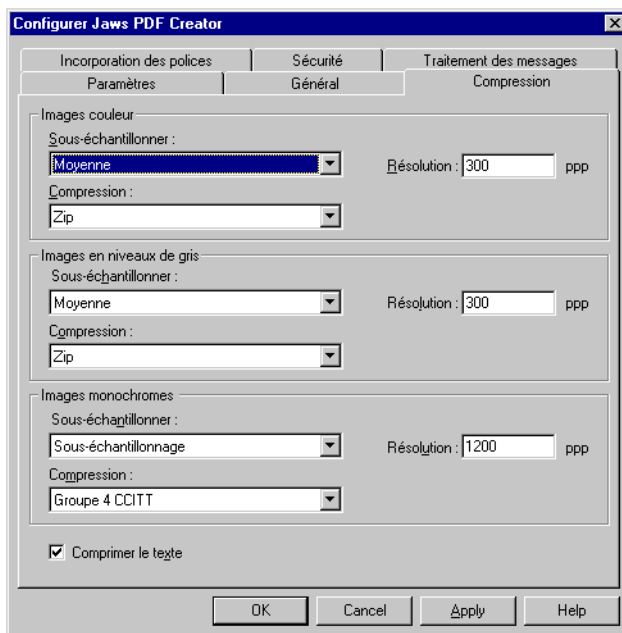 Configurer Jaws PDF Creator
Incorporation des polices Sécurité Traitement des messages
Paramètres Général Compression
Images couleur
Sous-échantillonner :
Moyenne Résolution : 300 ppp
Compression :
Zip
Images en niveaux de gris
Sous-échantillonner :
Moyenne Résolution : 300 ppp
Compression :
Zip
Images monochromes
Sous-échantillonner :
Sous-échantillonnage Résolution : 1200 ppp
Compression :
Groupe 4 CCITT
Comprimer le texte
OK Cancel Apply Help